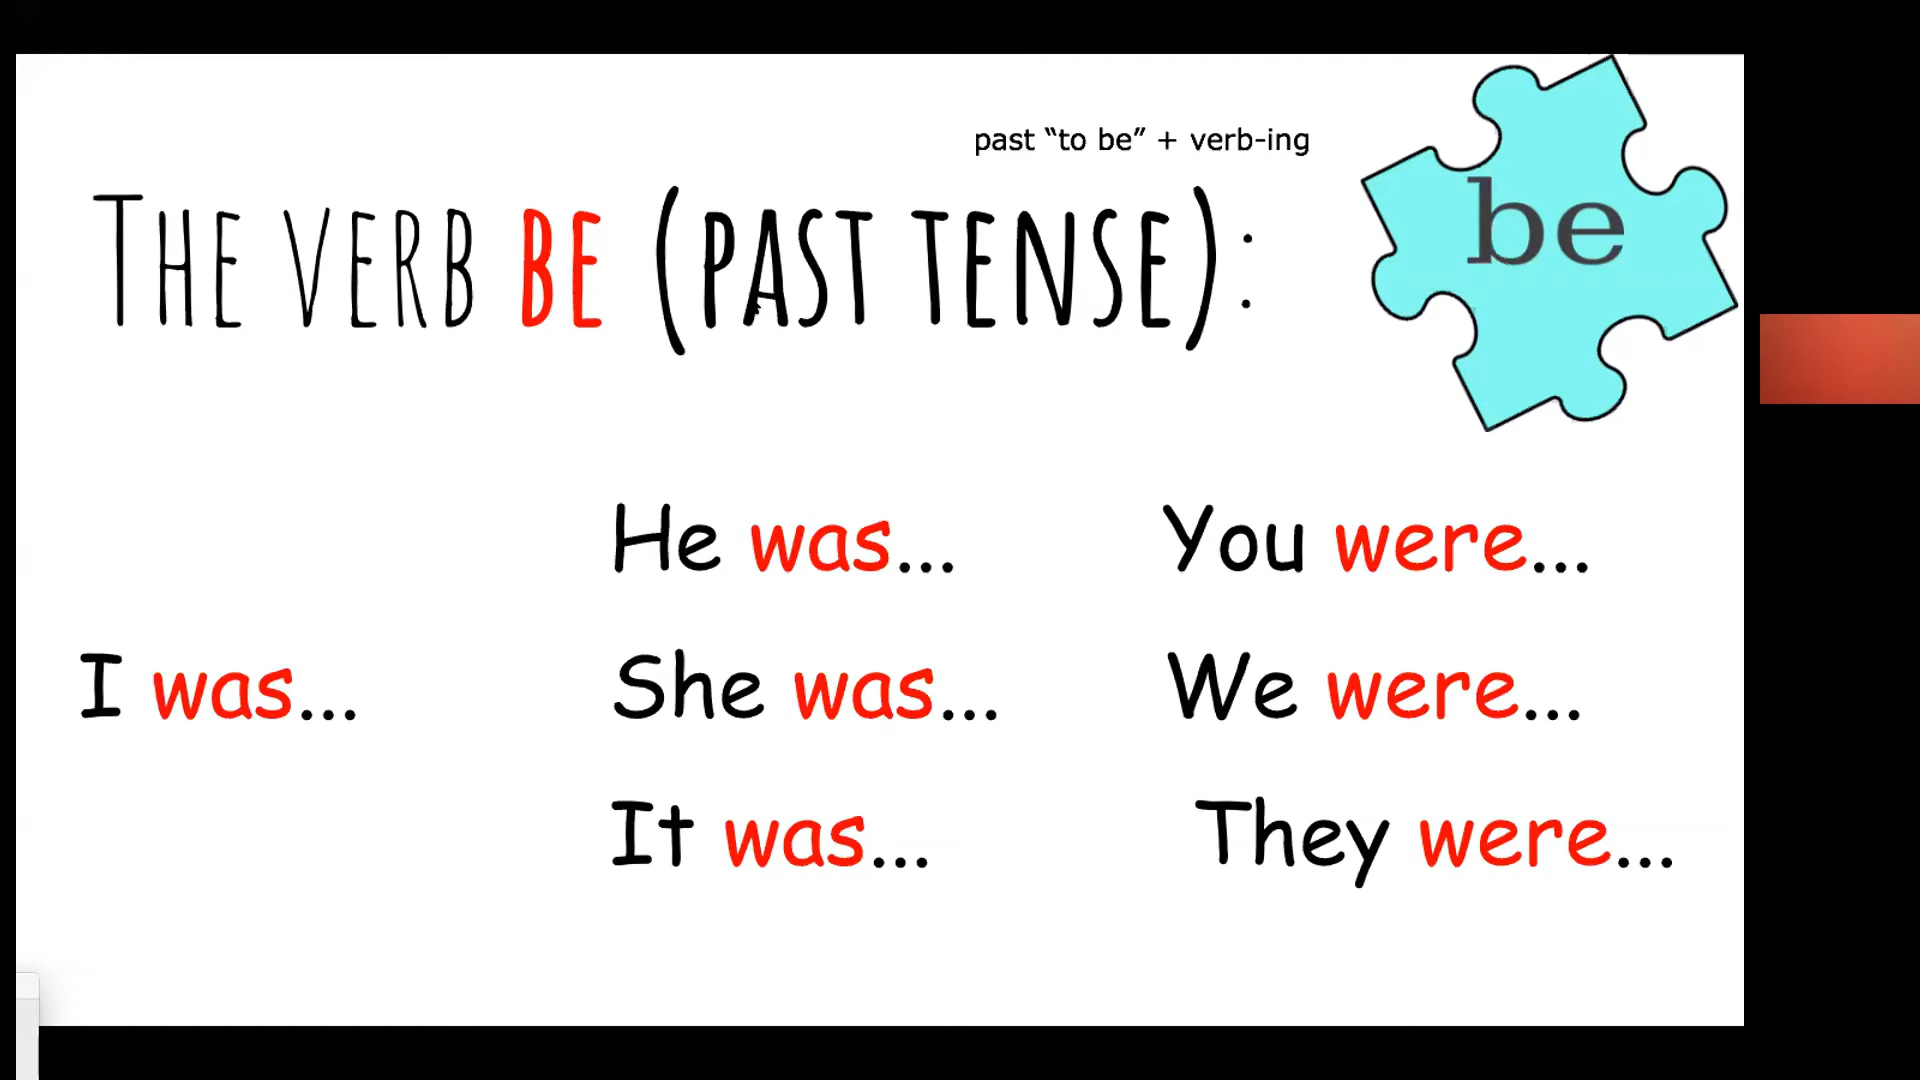 past “to be” + verb-ing
The verb be (past tense):
be
He was... You were...
I was... She was... We were...
It was... They were...